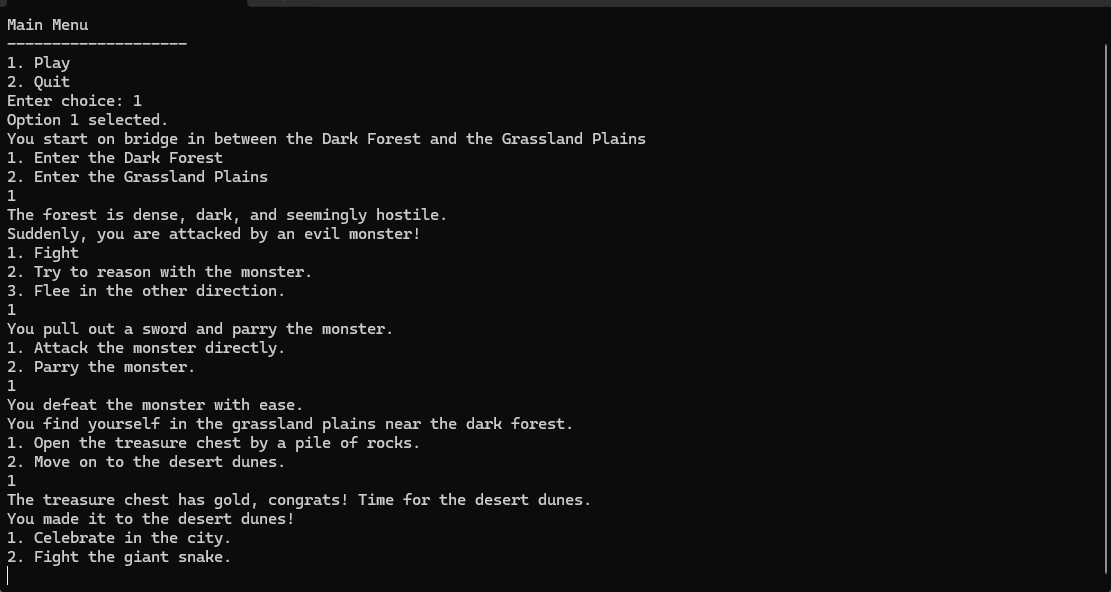 Main Menu
--------------------
1. Play
2. Quit
Enter choice: 1
Option 1 selected.
You start on bridge in between the Dark Forest and the Grassland Plains
1. Enter the Dark Forest
2. Enter the Grassland Plains
1
The forest is dense, dark, and seemingly hostile.
Suddenly, you are attacked by an evil monster!
1. Fight
2. Try to reason with the monster.
3. Flee in the other direction.
1
You pull out a sword and parry the monster.
1. Attack the monster directly.
2. Parry the monster.
1
You defeat the monster with ease.
You find yourself in the grassland plains near the dark forest.
1. Open the treasure chest by a pile of rocks.
2. Move on to the desert dunes.
1
The treasure chest has gold, congrats! Time for the desert dunes.
You made it to the desert dunes!
1. Celebrate in the city.
2. Fight the giant snake.